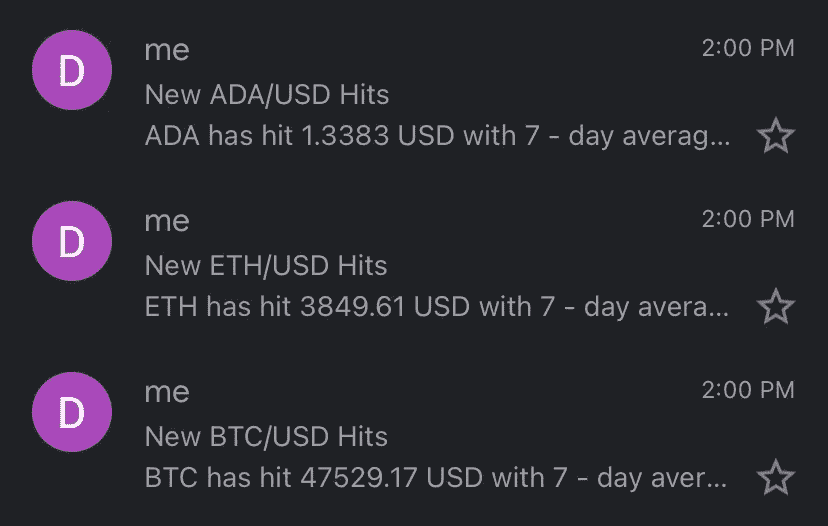 D
me
2:00 PM
New ADA/USD Hits
ADA has hit 1.3383 USD with 7 - day averag...
D
me
2:00 PM
New ETH/USD Hits
ETH has hit 3849.61 USD with 7 - day avera...
D
me
2:00 PM
New BTC/USD Hits
BTC has hit 47529.17 USD with 7 - day aver...